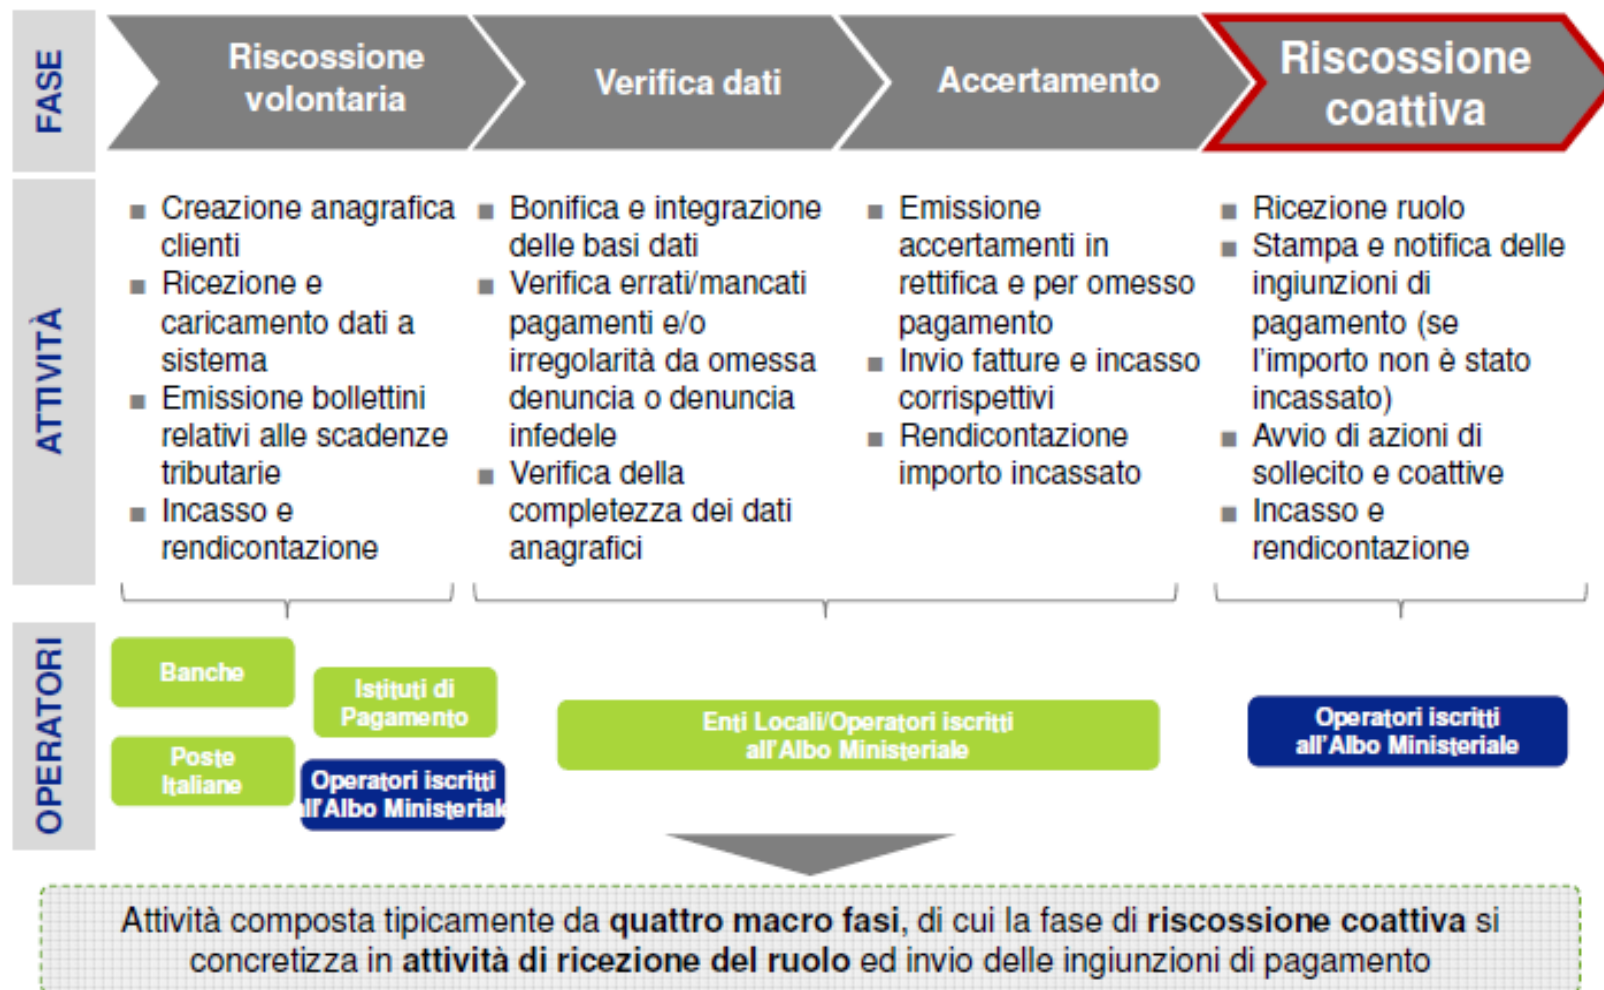 FASE
Riscossione
volontaria
Verifica dati
Accertamento
Riscossione
coattiva
ATTIVITÀ
■ Creazione anagrafica
clienti
■ Ricezione e
caricamento dati a
sistema
■ Emissione bollettini
relativi alle scadenze
tributarie
■ Incasso e
rendicontazione
■ Bonifica e integrazione
delle basi dati
■ Verifica errati/mancati
pagamenti e/o
irregolarità da omessa
denuncia o denuncia
infedele
■ Verifica della
completezza dei dati
anagrafici
■ Emissione
accertamenti in
rettifica e per omesso
pagamento
■ Invio fatture e incasso
corrispettivi
■ Rendicontazione
importo incassato
■ Ricezione ruolo
■ Stampa e notifica delle
ingiunzioni di
pagamento (se
l'importo non è stato
incassato)
■ Avvio di azioni di
sollecito e coattive
■ Incasso e
rendicontazione
OPERATORI
Banche
Istituti di
Pagamento
Poste
Italiane
Operatori iscritti
all'Albo Ministeriale
Enti Locali/Operatori iscritti
all'Albo Ministeriale
Operatori iscritti
all'Albo Ministeriale
Attività composta tipicamente da quattro macro fasi, di cui la fase di riscossione coattiva si
concretizza in attività di ricezione del ruolo ed invio delle ingiunzioni di pagamento